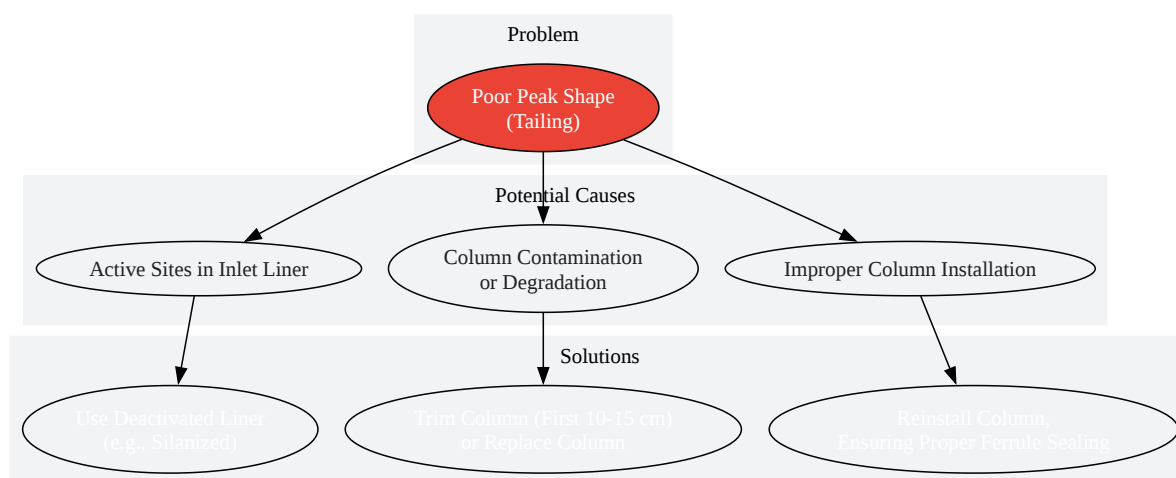 Problem
Poor Peak Shape
(Tailing)
Potential Causes
Active Sites in Inlet Liner
Column Contamination
or Degradation
Improper Column Installation
Solutions
Use Deactivated Liner
(e.g., Silanized)
Trim Column (First 10-15 cm)
or Replace Column
Reinstall Column,
Ensuring Proper Ferrule Sealing